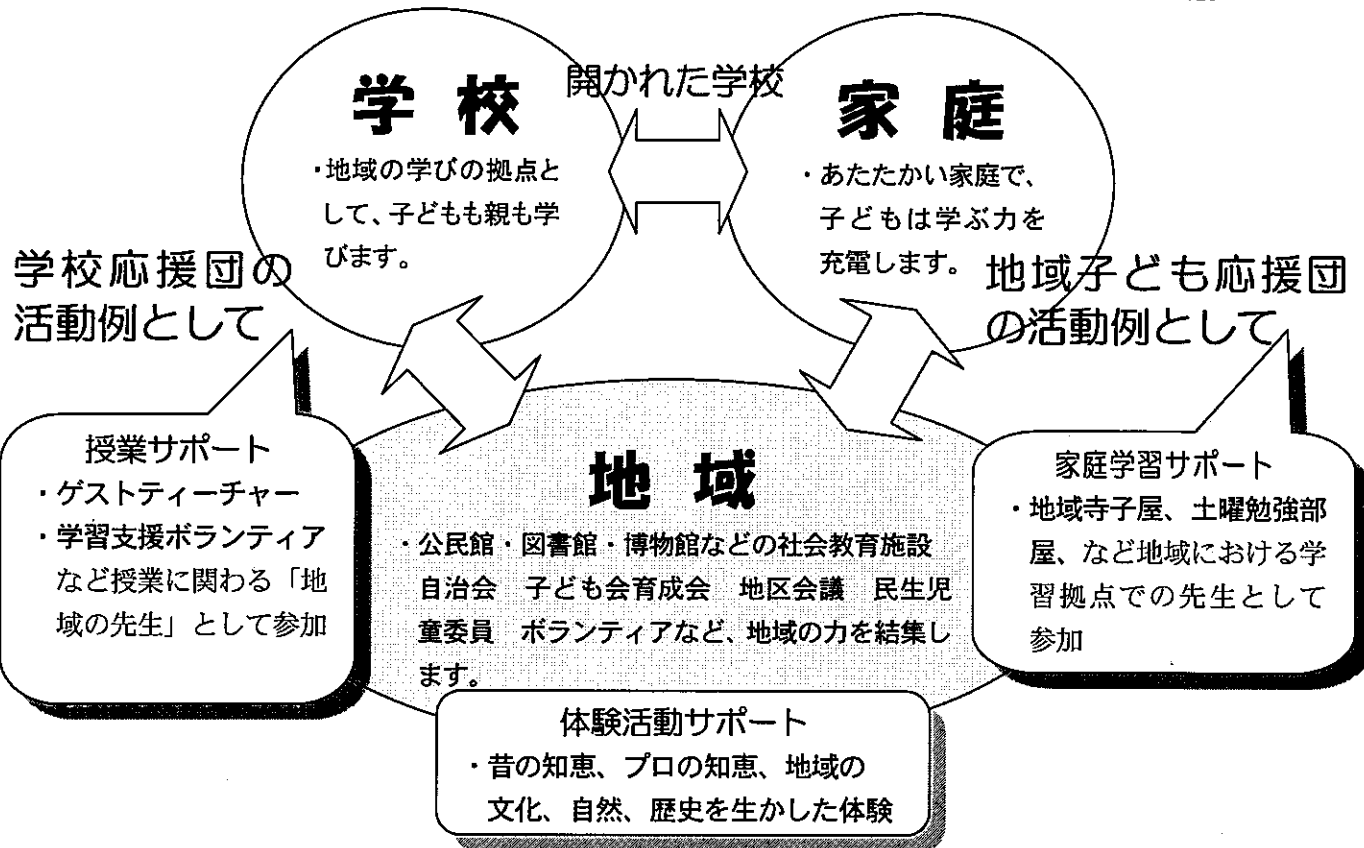 開かれた学校
学校
・地域の学びの拠点と
して、子どもも親も学
びます。
家庭
・あたたかい家庭で、
子どもは学ぶ力を
充電します。
学校応援団の
活動例として
地域子ども応援団
の活動例として
授業サポート
・ゲストティーチャー
・学習支援ボランティア
など授業に関わる「地
域の先生」として参加
地域
・公民館・図書館・博物館などの社会教育施設
自治会　子ども会育成会　地区会議　民生児
童委員　ボランティアなど、地域の力を結集し
ます。
家庭学習サポート
・地域寺子屋、土曜勉強部
屋、など地域における学
習拠点での先生として
参加
体験活動サポート
・昔の知恵、プロの知恵、地域の
文化、自然、歴史を生かした体験